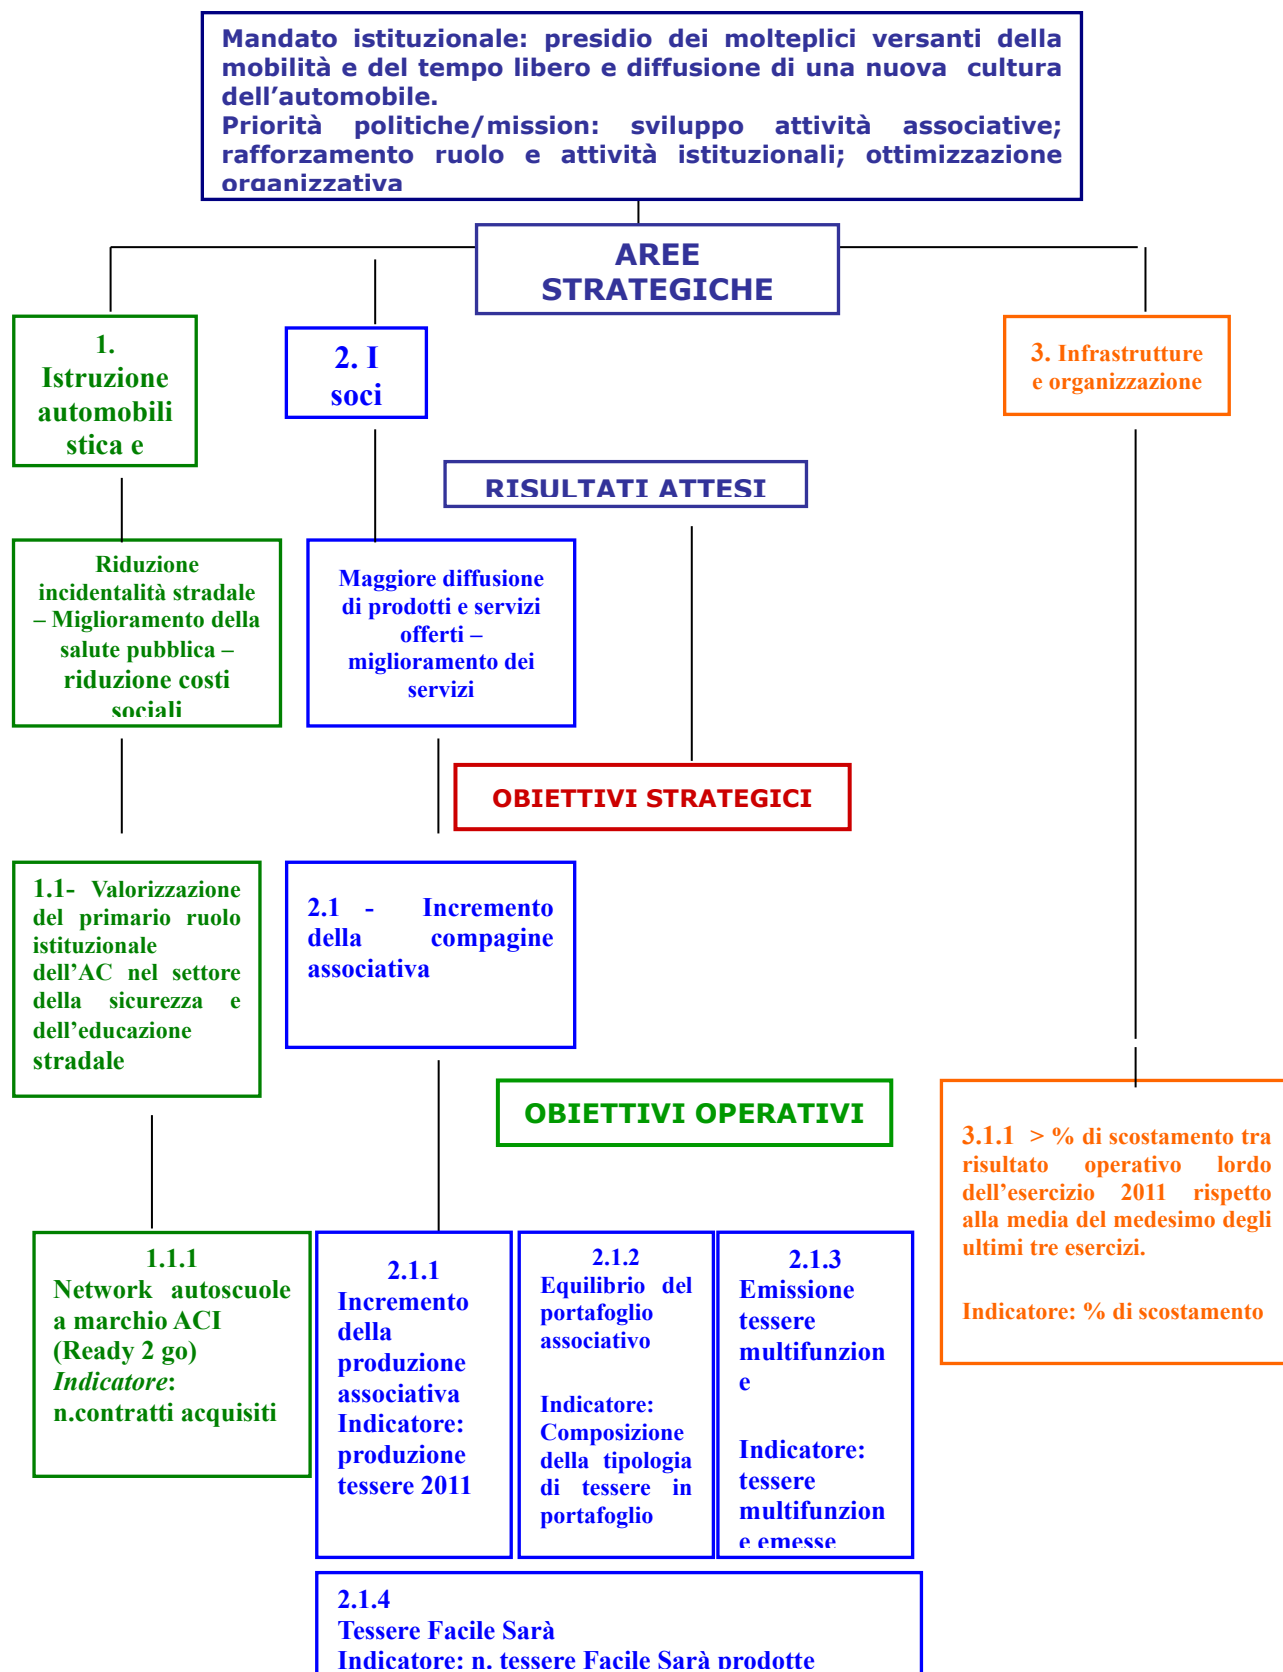 Mandato istituzionale: presidio dei molteplici versanti della
mobilità e del tempo libero e diffusione di una nuova cultura
dell’automobile.
Priorità politiche/mission: sviluppo attività associative;
rafforzamento ruolo e attività istituzionali; ottimizzazione
organizzativa
AREE
STRATEGICHE
1.
Istruzione
automobili
stica e
2. I
soci
3. Infrastrutture
e organizzazione
RISULTATI ATTESI
Riduzione
incidentalità stradale
– Miglioramento della
salute pubblica –
riduzione costi
sociali
Maggiore diffusione
di prodotti e servizi
offerti –
miglioramento dei
servizi
OBIETTIVI STRATEGICI
1.1- Valorizzazione
del primario ruolo
istituzionale
dell’AC nel settore
della sicurezza e
dell’educazione
stradale
2.1 - Incremento
della compagine
associativa
OBIETTIVI OPERATIVI
3.1.1 > % di scostamento tra
risultato operativo lordo
dell’esercizio 2011 rispetto
alla media del medesimo degli
ultimi tre esercizi.
Indicatore: % di scostamento
1.1.1
Network autoscuole
a marchio ACI
(Ready 2 go)
Indicatore:
n.contratti acquisiti
2.1.1
Incremento
della
produzione
associativa
Indicatore:
produzione
tessere 2011
2.1.2
Equilibrio del
portafoglio
associativo
Indicatore:
Composizione
della tipologia
di tessere in
portafoglio
2.1.3
Emissione
tessere
multifunzion
e
Indicatore:
tessere
multifunzion
e emesse
2.1.4
Tessere Facile Sarà
Indicatore: n. tessere Facile Sarà prodotte